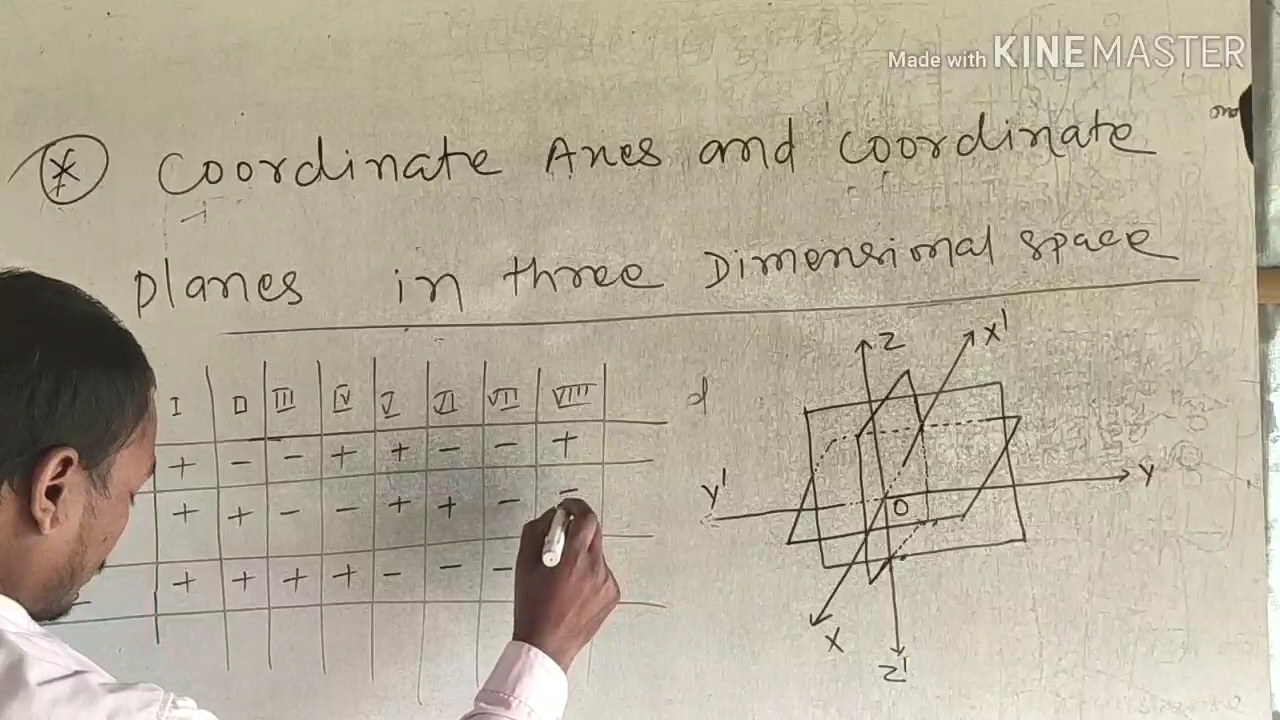 Made with KINEMASTER
* Coordinate Axes and Coordinate
planes in three Dimensional space
I II III IV V VI VII VIII
+ - - + + - - +
+ + - - + + - -
+ + + + - - -
Z X'
Y' O Y
X
Z'